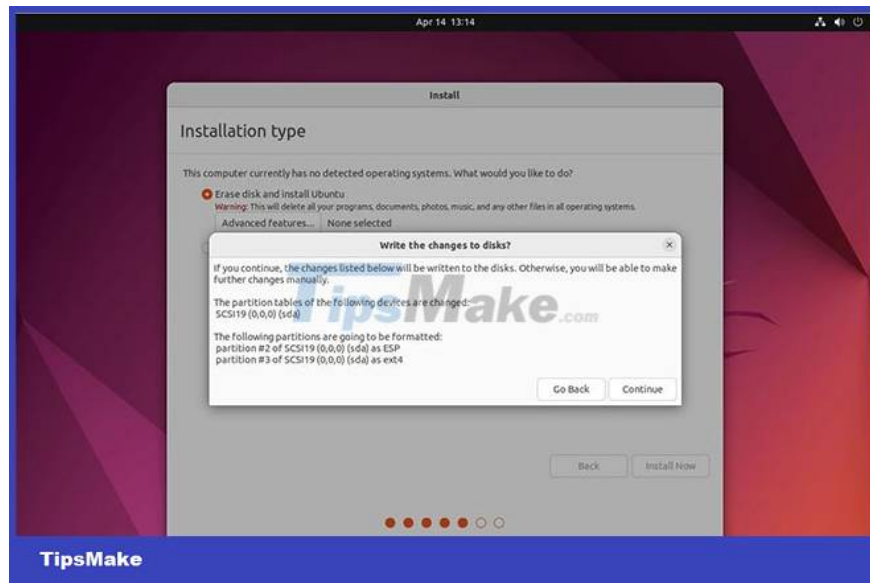 Apr 14 13:14
Install
Installation type
This computer currently has no detected operating systems. What would you like to do?
Erase disk and install Ubuntu
Warning: This will delete all your programs, documents, photos, music, and any other files in all operating systems.
Advanced features... None selected
Write the changes to disks?
If you continue, the changes listed below will be written to the disks. Otherwise, you will be able to make
further changes manually.
The partition tables of the following devices are changed:
SCSI19 (0,0,0) (sda)
TipsMake.com
The following partitions are going to be formatted:
partition #2 of SCSI19 (0,0,0) (sda) as ESP
partition #3 of SCSI19 (0,0,0) (sda) as ext4
Go Back Continue
Back Install Now
TipsMake